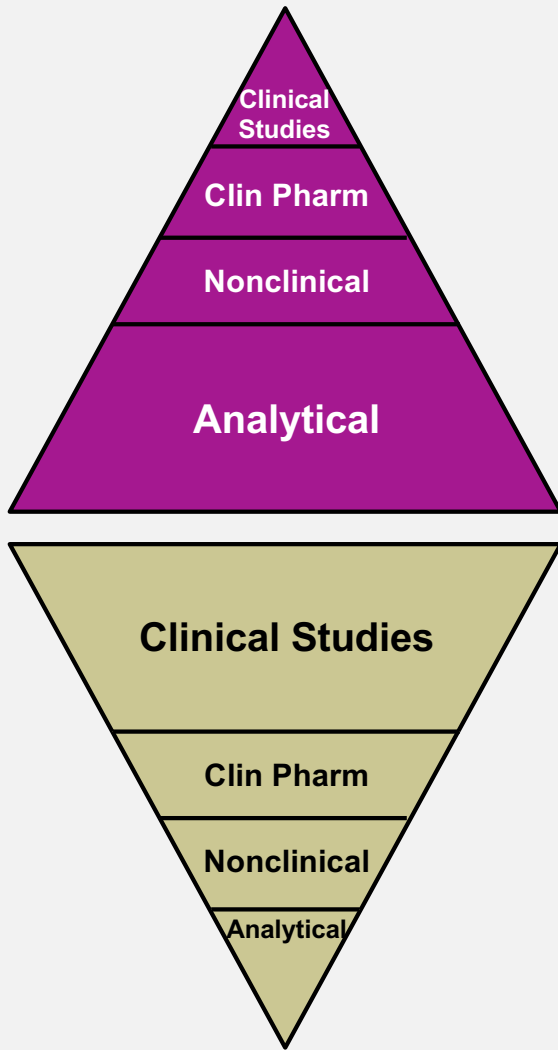 Clinical
Studies
Clin Pharm
Nonclinical
Analytical
Clinical Studies
Clin Pharm
Nonclinical
Analytical